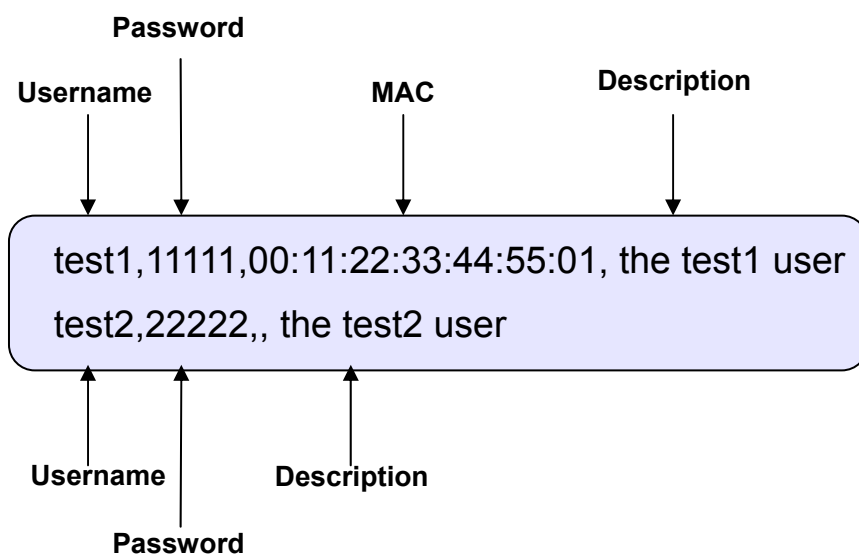 Password
Username MAC Description
test1,11111,00:11:22:33:44:55:01, the test1 user
test2,22222,, the test2 user
Username Description
Password